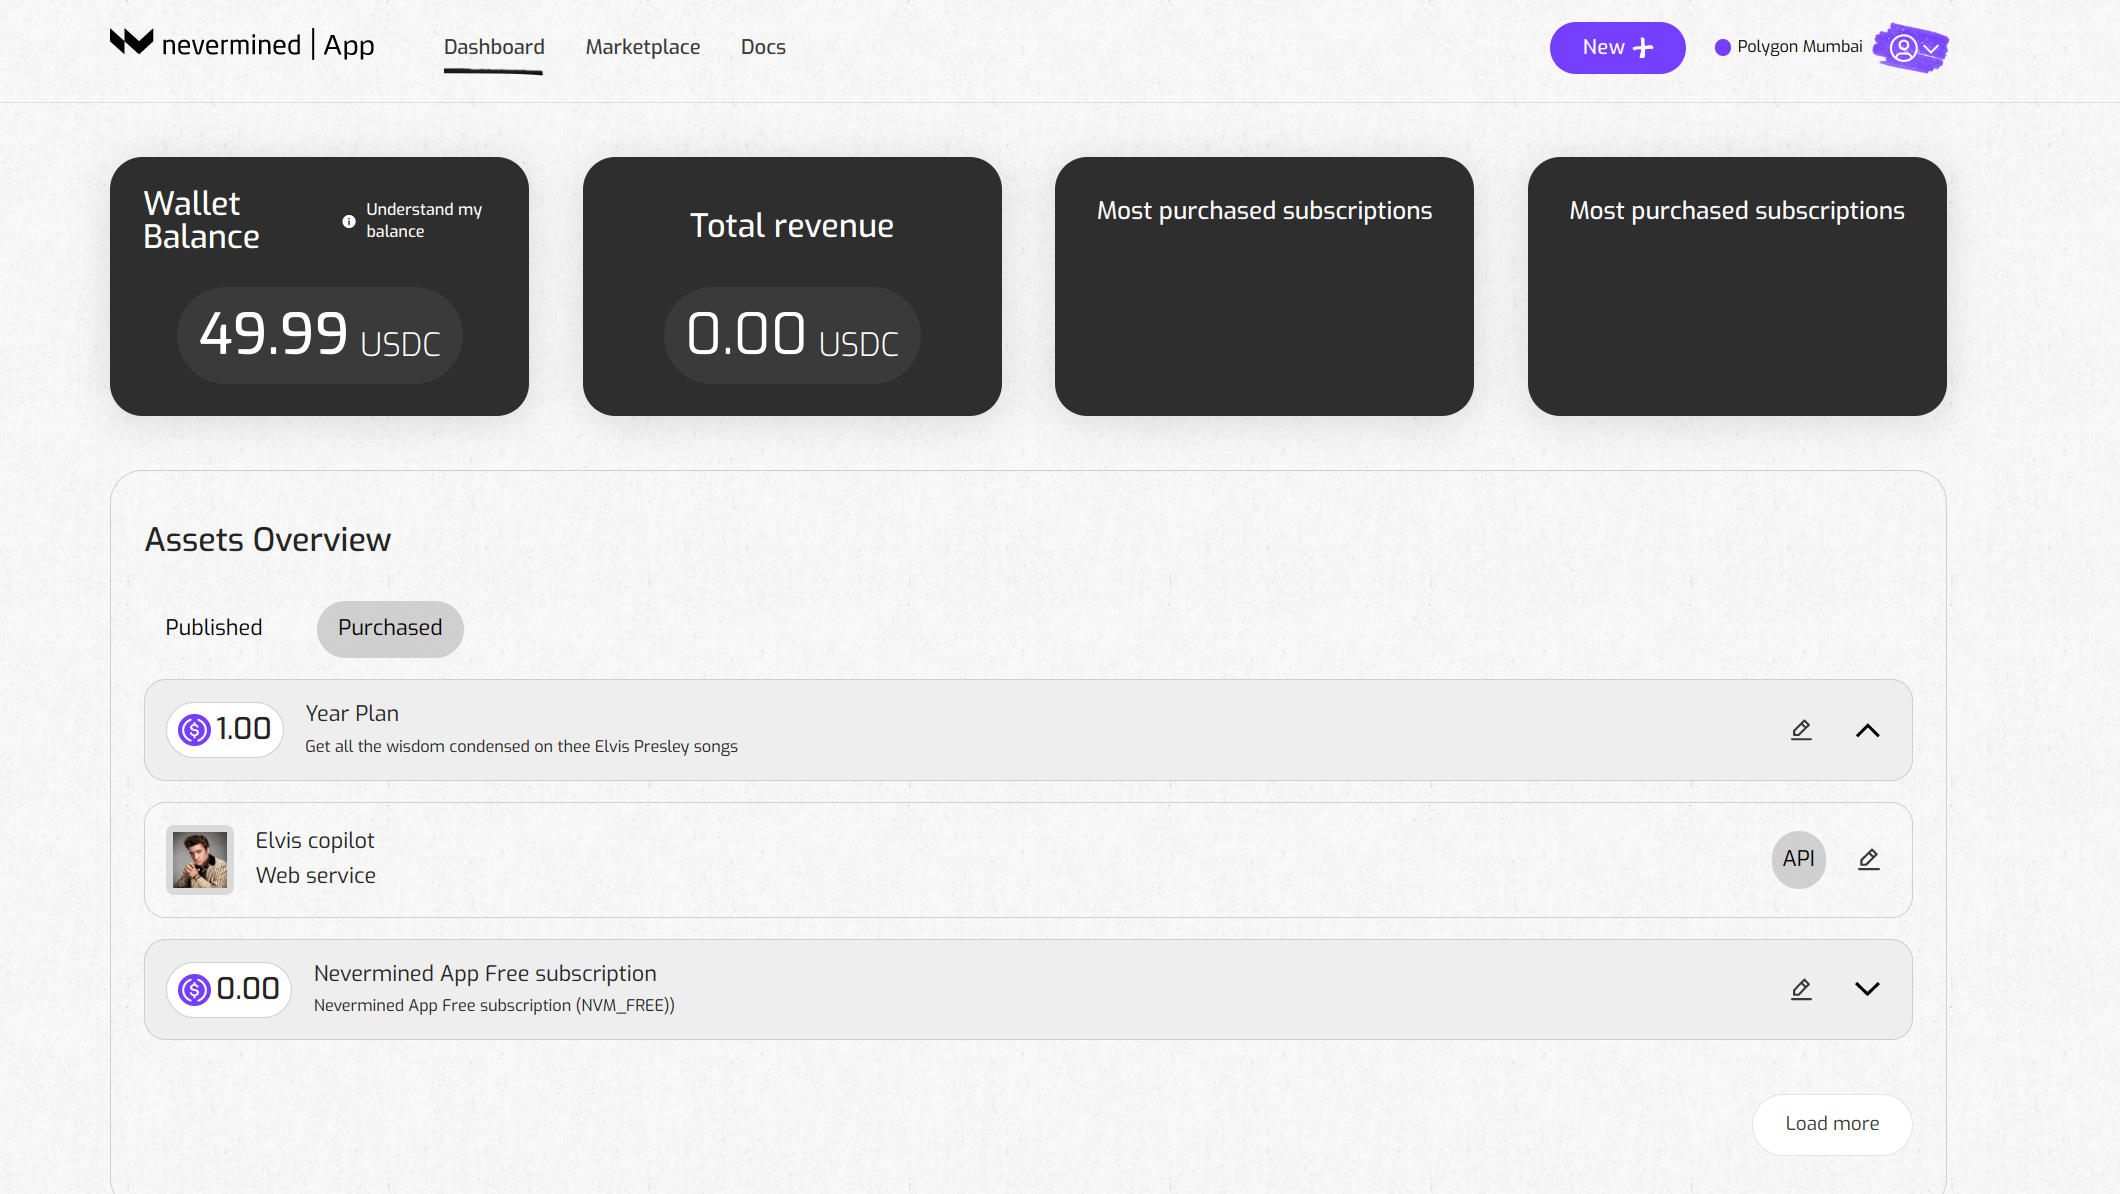 nevermined | App
Dashboard
Marketplace
Docs
New
Polygon Mumbai
Wallet
Balance
Understand my
balance
49.99 USDC
Total revenue
0.00 USDC
Most purchased subscriptions
Most purchased subscriptions
Assets Overview
Published
Purchased
1.00
Year Plan
Get all the wisdom condensed on thee Elvis Presley songs
Elvis copilot
Web service
API
0.00
Nevermined App Free subscription
Nevermined App Free subscription (NVM_FREE))
Load more